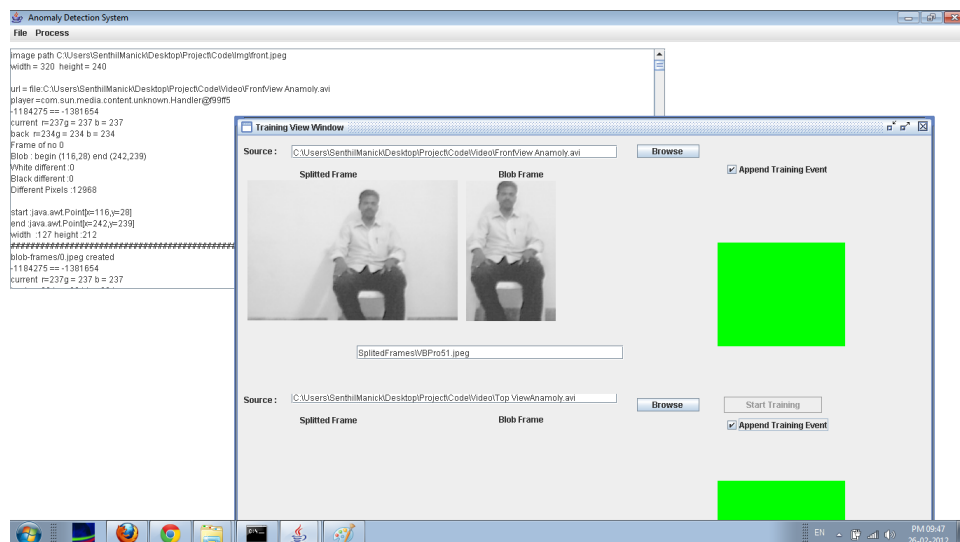 Anomaly Detection System
File Process
image path C:\Users\SenthilManick\Desktop\Project\Code\Img\front.jpeg
width = 320 height = 240
url = file:C:\Users\SenthilManick\Desktop\Project\Code\Video\FrontView Anamoly.avi
player =com.sun.media.content.unknown.Handler@f99ff5
-1184275 == -1381654
current r=237g = 237 b = 237
back r=234g = 234 b = 234
Frame of no 0
Blob : begin (116,28) end (242,239)
White different :0
Black different :0
Different Pixels :12968
start :java.awt.Point[x=116,y=28]
end :java.awt.Point[x=242,y=239]
width :127 height :212
blob-frames/0.jpeg created
-1184275 == -1381654
current r=237g = 237 b = 237
Training View Window
Source : C:\Users\SenthilManick\Desktop\Project\Code\Video\FrontView Anamoly.avi Browse
Append Training Event
Splitted Frame Blob Frame
SplitedFrames\VBPro51.jpeg
Source : C:\Users\SenthilManick\Desktop\Project\Code\Video\Top ViewAnamoly.avi Browse Start Training
Splitted Frame Blob Frame Append Training Event
EN PM 09:47
26-02-2012